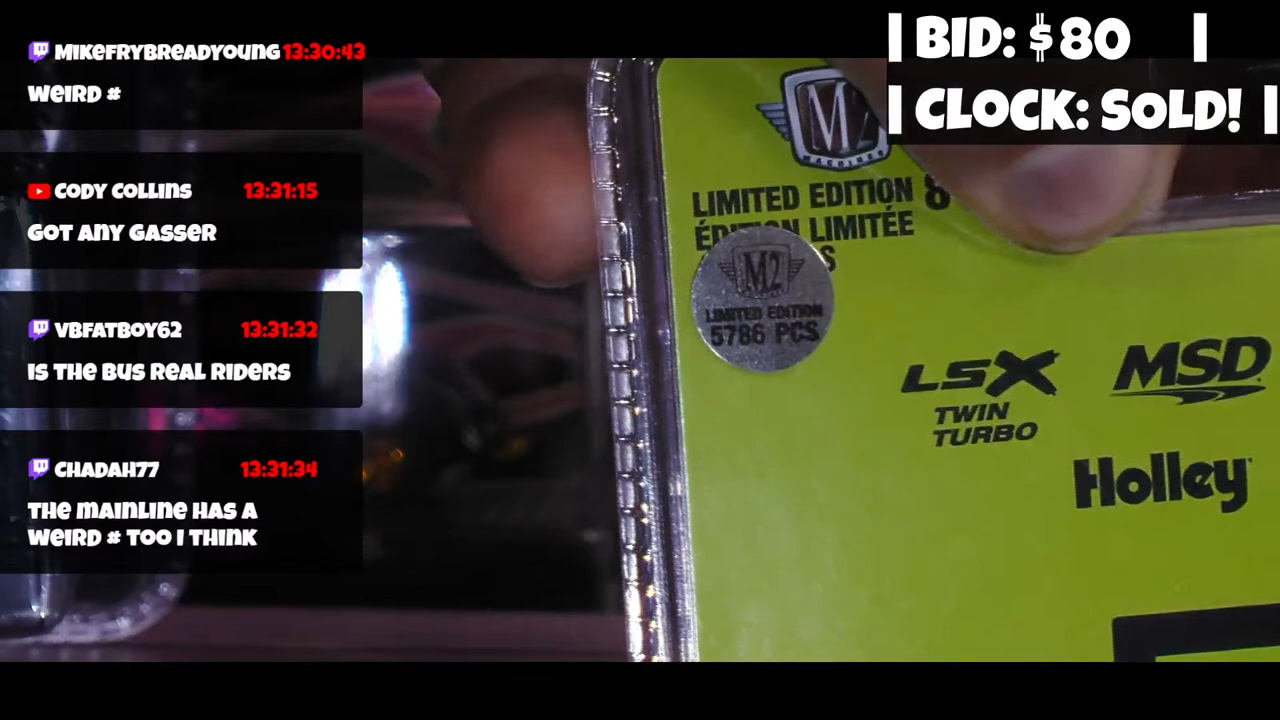 MIKEFRYBREADYOUNG 13:30:43
WEIRD #
CODY COLLINS 13:31:15
GOT ANY GASSER
VBFATBOY62 13:31:32
IS THE BUS REAL RIDERS
CHADAH77 13:31:34
THE MAINLINE HAS A
WEIRD # TOO I THINK
| BID: $80 |
| CLOCK: SOLD! |
M2
MACHINES
LIMITED EDITION 8
ÉDITION LIMITÉE
S
M2
LIMITED EDITION
5786 PCS
LSX
TWIN
TURBO
MSD
Holley